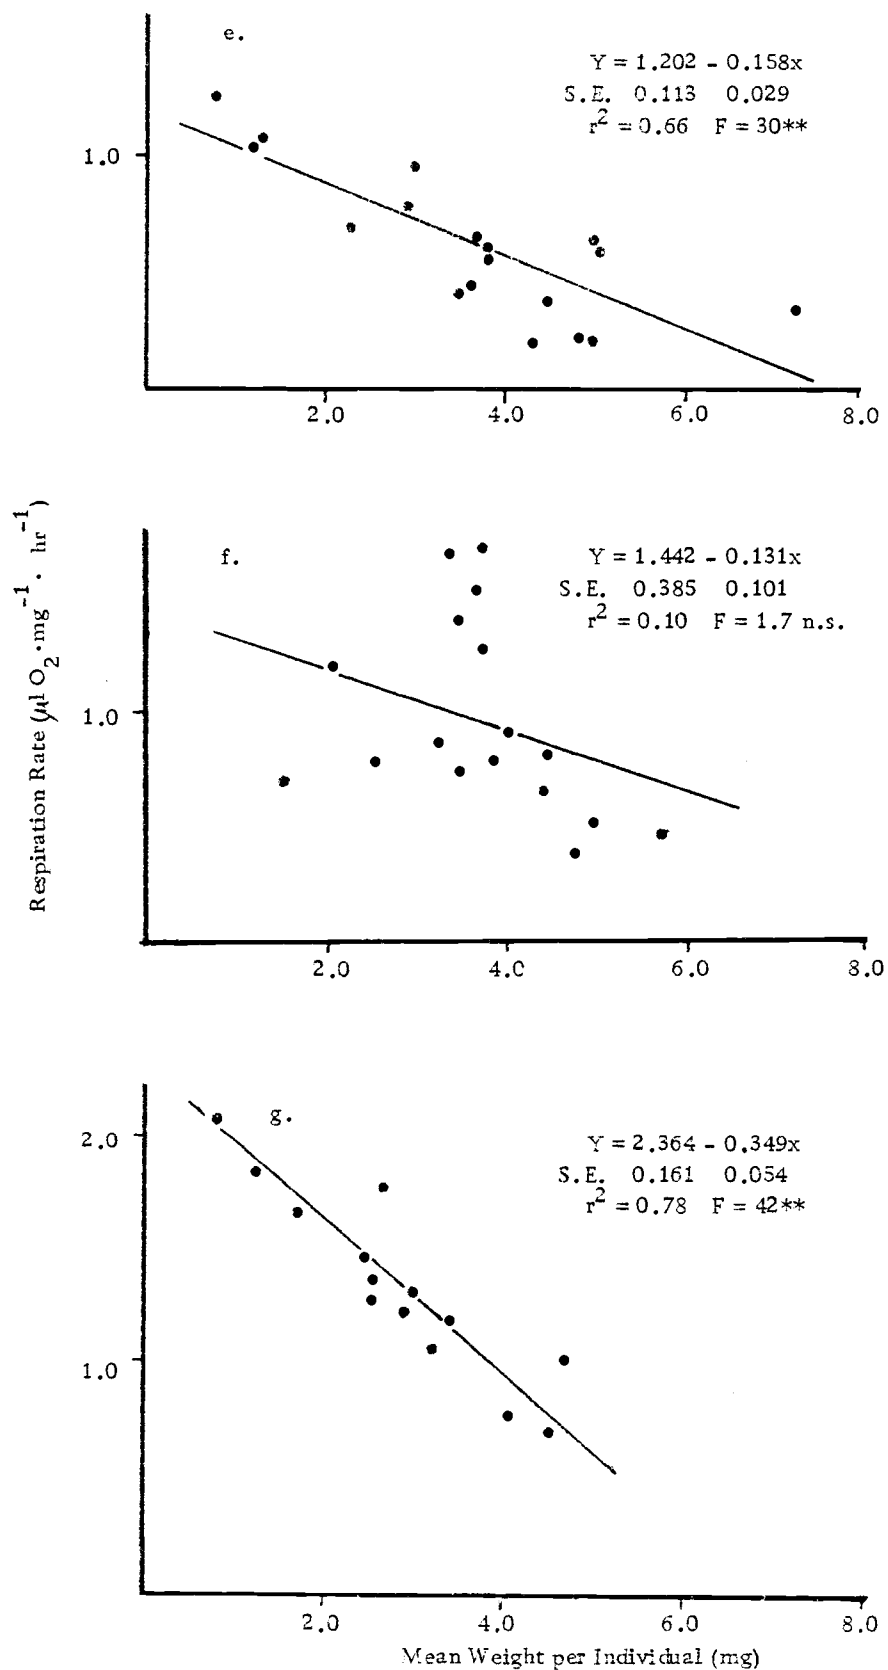 e.
Y = 1.202 - 0.158x
S.E. 0.113 0.029
r² = 0.66 F = 30**
1.0
2.0 4.0 6.0 8.0
Respiration Rate (µl O₂·mg⁻¹· hr⁻¹)
f.
Y = 1.442 - 0.131x
S.E. 0.385 0.101
r² = 0.10 F = 1.7 n.s.
1.0
2.0 4.0 6.0 8.0
g.
2.0
Y = 2.364 - 0.349x
S.E. 0.161 0.054
r² = 0.78 F = 42**
1.0
2.0 4.0 6.0 8.0
Mean Weight per Individual (mg)